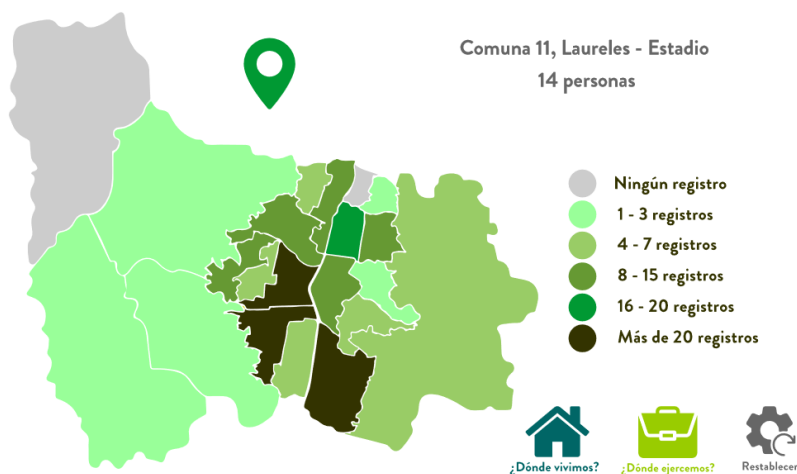 Comuna 11, Laureles - Estadio
14 personas
Ningún registro
1 - 3 registros
4 - 7 registros
8 - 15 registros
16 - 20 registros
Más de 20 registros
¿Dónde vivimos?
¿Dónde ejercemos?
Restablecer